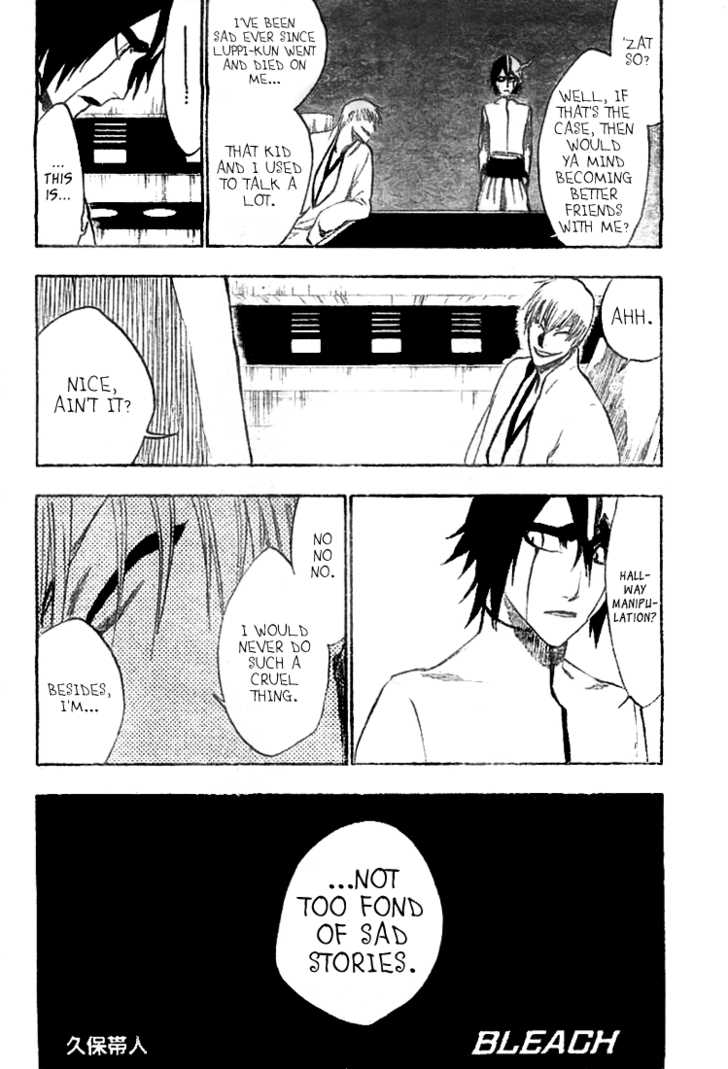 'ZAT
SO?
WELL, IF
THAT'S THE
CASE, THEN
WOULD
YA MIND
BECOMING
BETTER
FRIENDS
WITH ME?
I'VE BEEN
SAD EVER SINCE
LUPPI-KUN WENT
AND DIED ON
ME...
THAT KID
AND I USED
TO TALK A
LOT.
......
...
THIS
IS...
AHH.
NICE,
AIN'T IT?
HALL-
WAY
MANIPU-
LATION?
NO
NO
NO.
I WOULD
NEVER DO
SUCH A
CRUEL
THING.
BESIDES,
I'M...
...NOT
TOO FOND
OF SAD
STORIES.
久保帯人
BLEACH